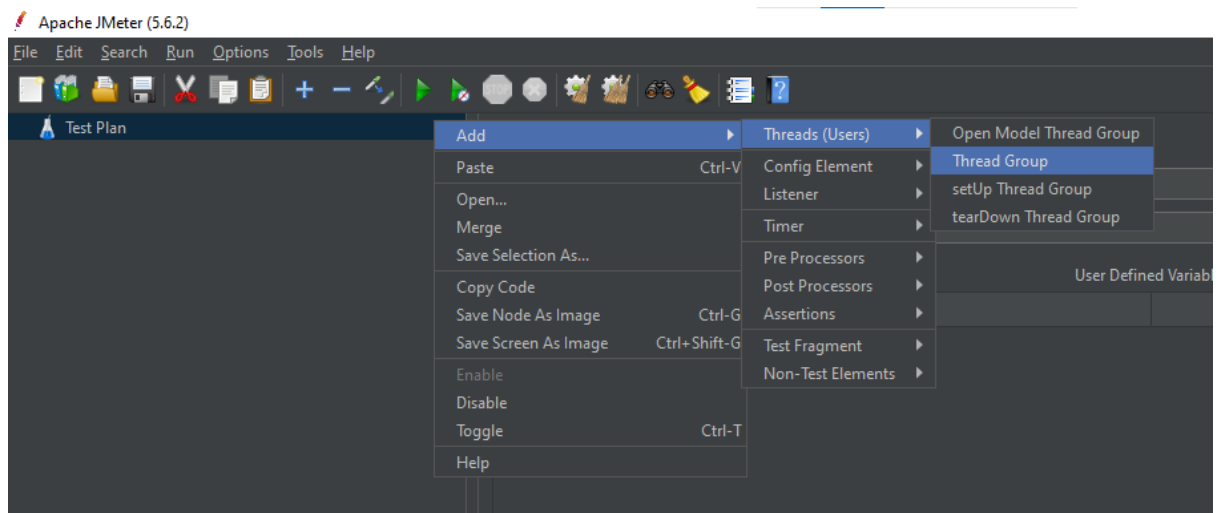 Apache JMeter (5.6.2)
File Edit Search Run Options Tools Help
STOP
Test Plan
Add
Paste Ctrl-V
Open...
Merge
Save Selection As...
Copy Code
Save Node As Image Ctrl-G
Save Screen As Image Ctrl+Shift-G
Enable
Disable
Toggle Ctrl-T
Help
Threads (Users)
Config Element
Listener
Timer
Pre Processors
Post Processors
Assertions
Test Fragment
Non-Test Elements
Open Model Thread Group
Thread Group
setUp Thread Group
tearDown Thread Group
User Defined Variabl